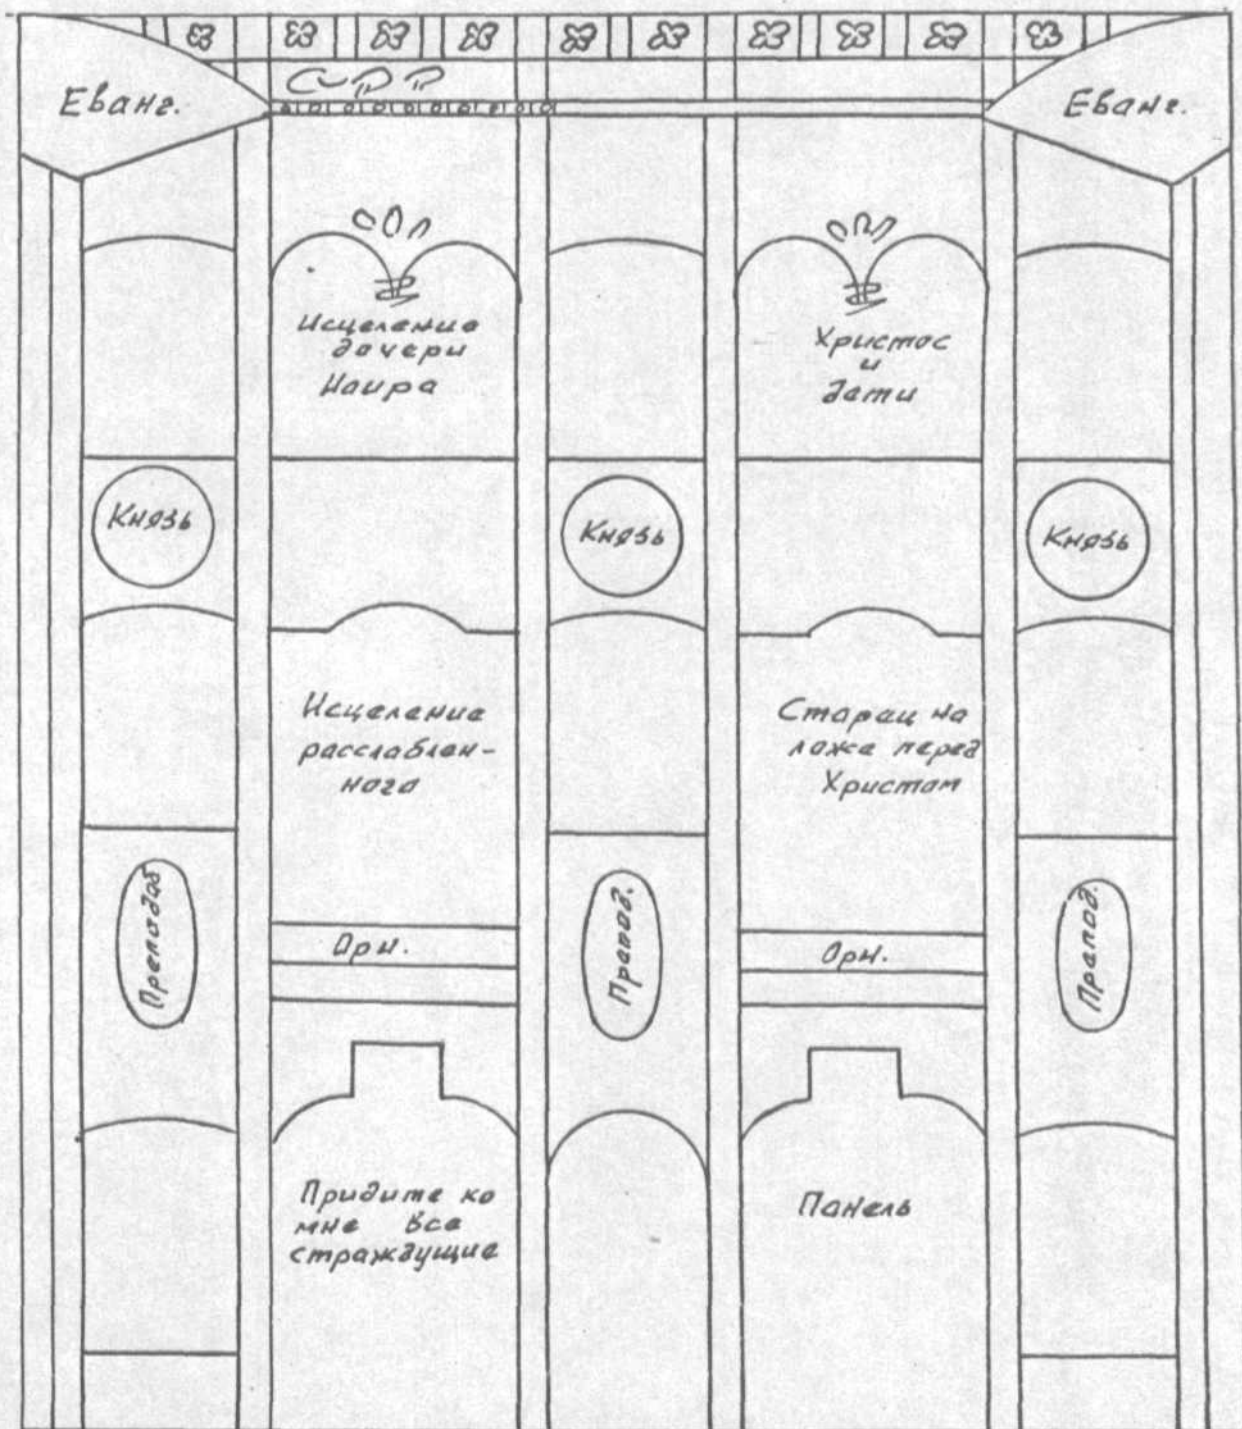 Еванг.
Еванг.
Исцеление
дочери
Иаира
Христос
и
дети
Князь
Князь
Князь
Исцеление
расслаблен-
ного
Старец на
ложе перед
Христом
Преподоб
Препод.
Препод.
Орн.
Орн.
Придите ко
мне все
страждущие
Панель